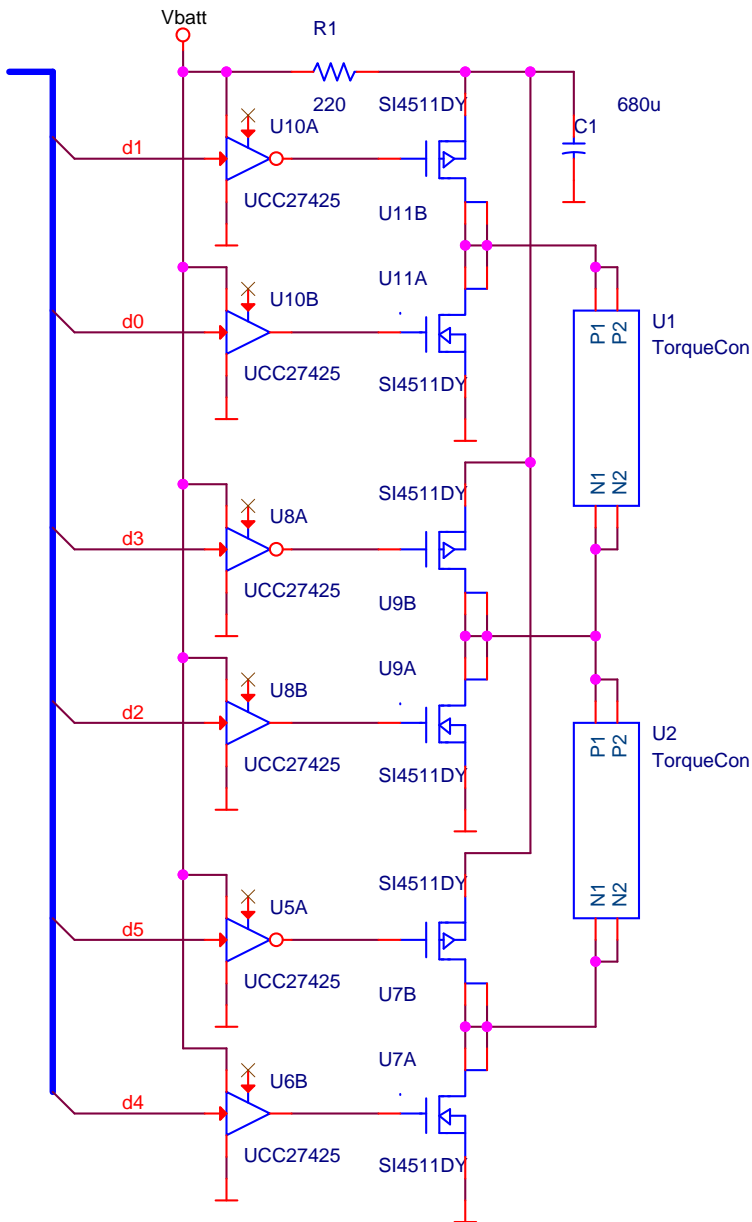 Vbatt
R1
220
SI4511DY
680u
C1
d1
U10A
UCC27425
U11B
U11A
d0
U10B
UCC27425
SI4511DY
U1
TorqueCon
P1
P2
N1
N2
SI4511DY
d3
U8A
UCC27425
U9B
U9A
d2
U8B
UCC27425
SI4511DY
U2
TorqueCon
P1
P2
N1
N2
SI4511DY
d5
U5A
UCC27425
U7B
U7A
d4
U6B
UCC27425
SI4511DY